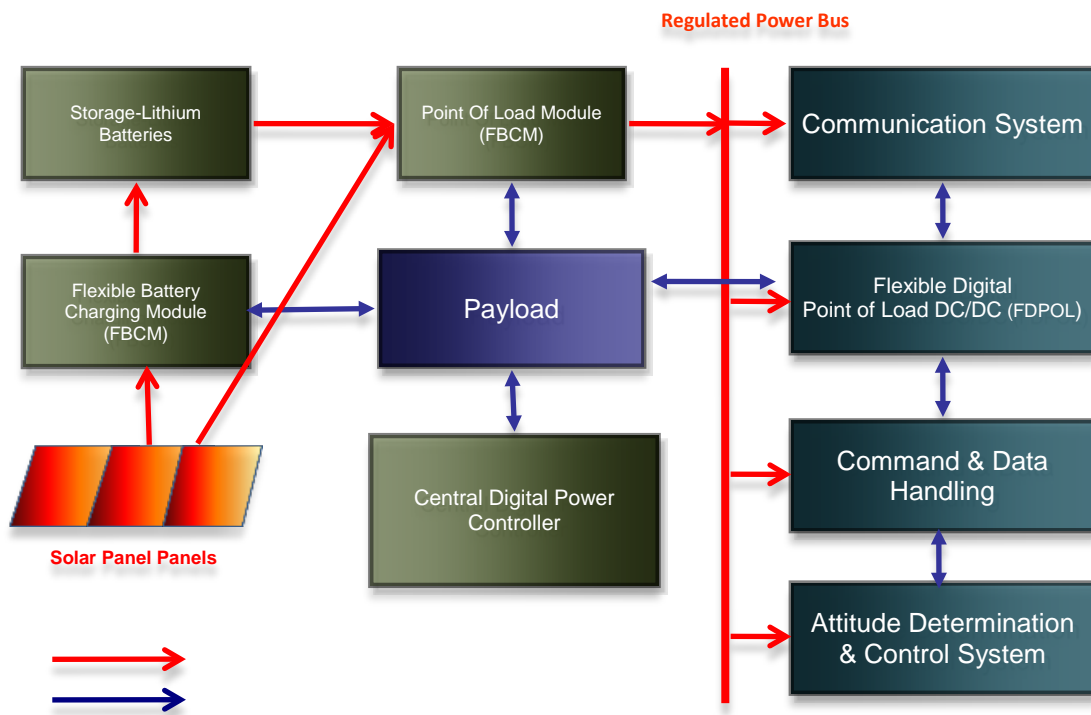 Regulated Power Bus
Storage-Lithium
Batteries
Point Of Load Module
(FBCM)
Communication System
Flexible Battery
Charging Module
(FBCM)
Payload
Flexible Digital
Point of Load DC/DC (FDPOL)
Solar Panel Panels
Central Digital Power
Controller
Command & Data
Handling
Attitude Determination
& Control System